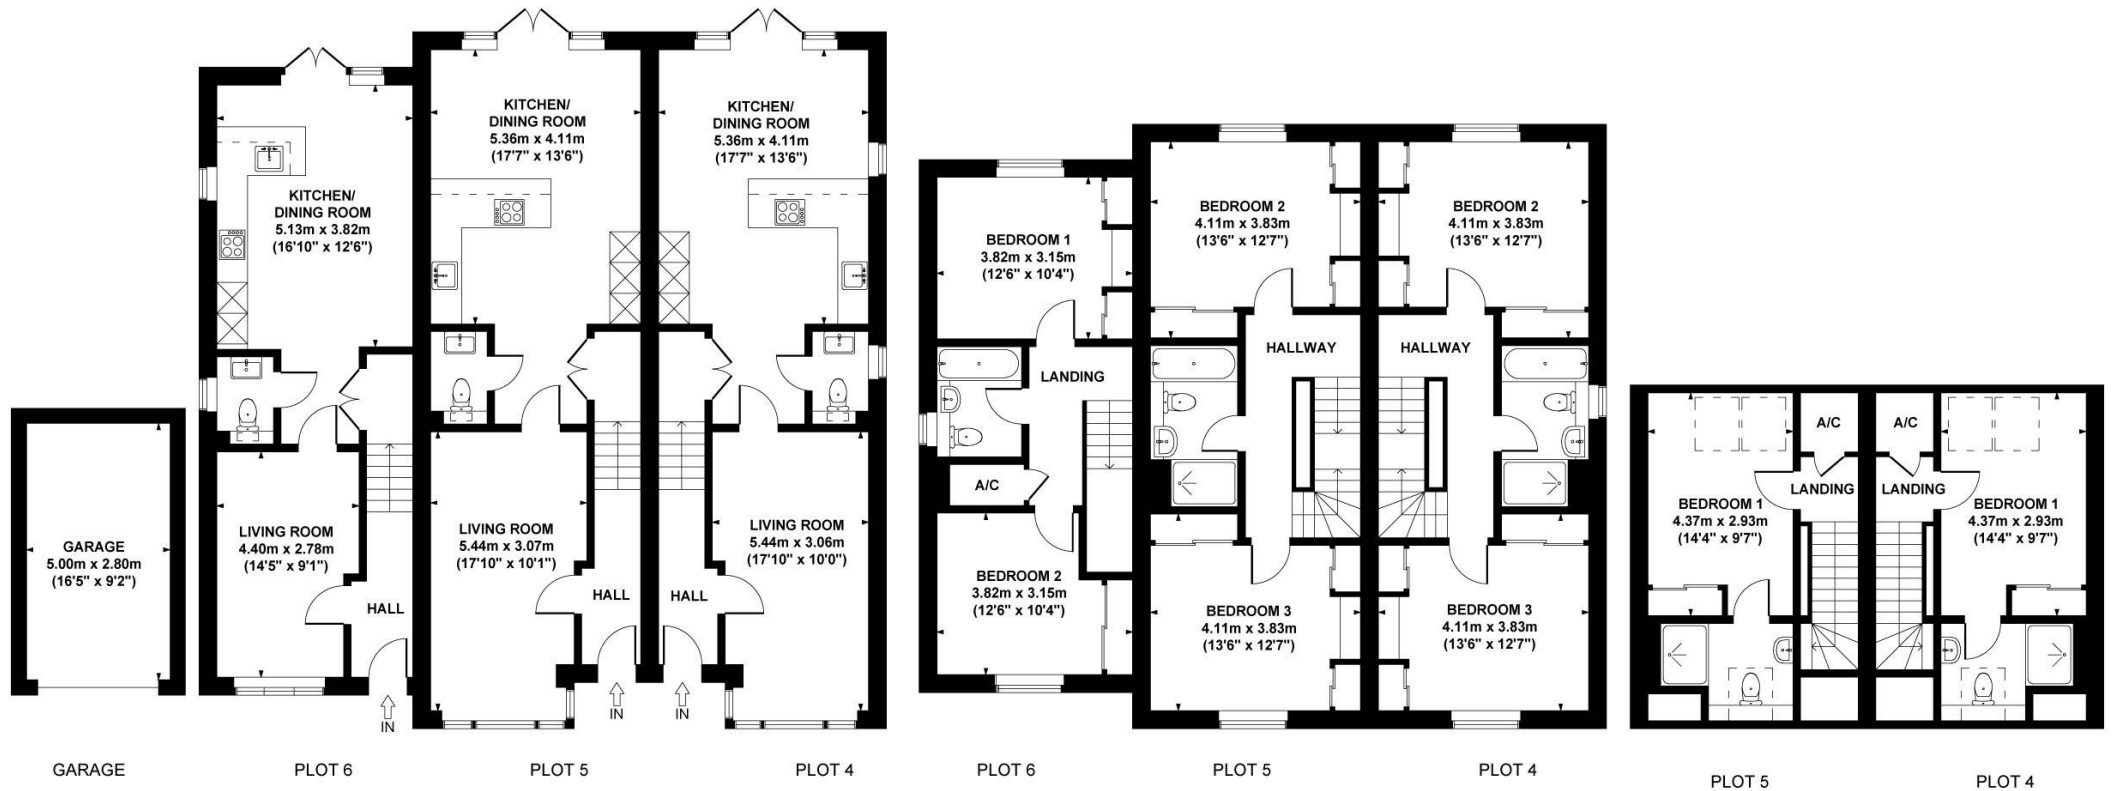 GARAGE
5.00m x 2.80m
(16'5" x 9'2")
GARAGE
KITCHEN/
DINING ROOM
5.13m x 3.82m
(16'10" x 12'6")
LIVING ROOM
4.40m x 2.78m
(14'5" x 9'1")
HALL
IN
PLOT 6
KITCHEN/
DINING ROOM
5.36m x 4.11m
(17'7" x 13'6")
LIVING ROOM
5.44m x 3.07m
(17'10" x 10'1")
HALL
IN
PLOT 5
KITCHEN/
DINING ROOM
5.36m x 4.11m
(17'7" x 13'6")
LIVING ROOM
5.44m x 3.06m
(17'10" x 10'0")
HALL
IN
PLOT 4
BEDROOM 1
3.82m x 3.15m
(12'6" x 10'4")
LANDING
A/C
BEDROOM 2
3.82m x 3.15m
(12'6" x 10'4")
PLOT 6
BEDROOM 2
4.11m x 3.83m
(13'6" x 12'7")
HALLWAY
BEDROOM 3
4.11m x 3.83m
(13'6" x 12'7")
PLOT 5
BEDROOM 2
4.11m x 3.83m
(13'6" x 12'7")
HALLWAY
BEDROOM 3
4.11m x 3.83m
(13'6" x 12'7")
PLOT 4
A/C
LANDING
BEDROOM 1
4.37m x 2.93m
(14'4" x 9'7")
PLOT 5
A/C
LANDING
BEDROOM 1
4.37m x 2.93m
(14'4" x 9'7")
PLOT 4